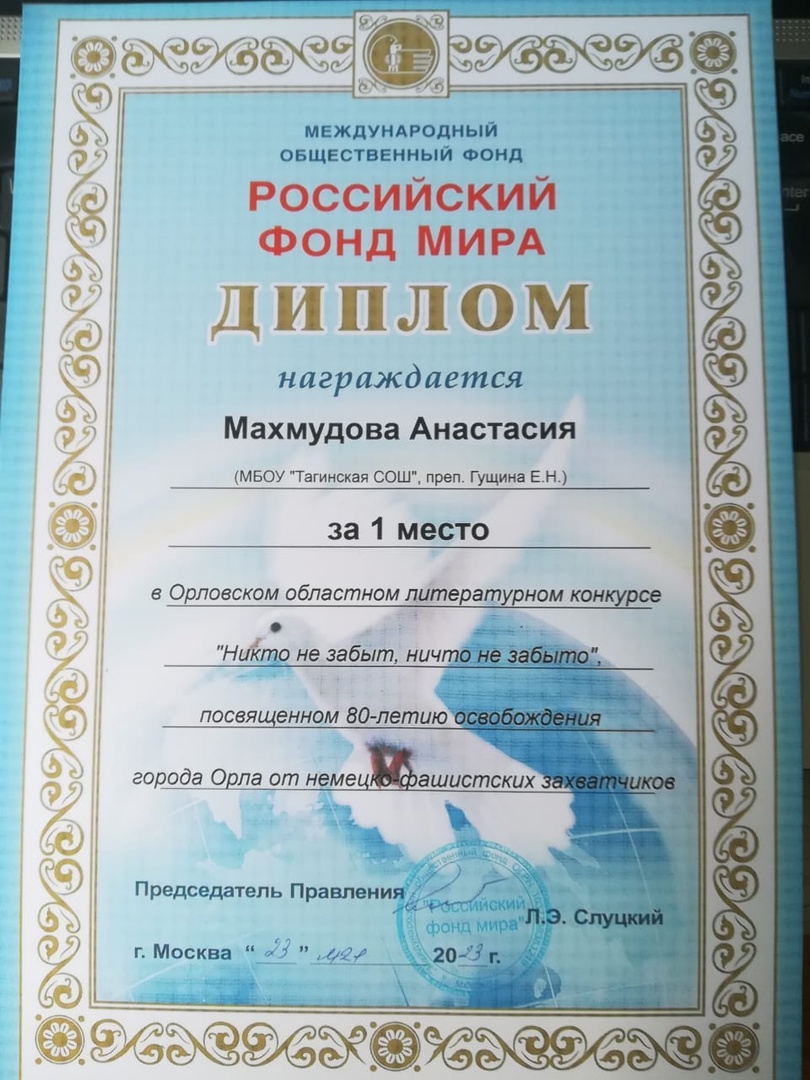 МЕЖДУНАРОДНЫЙ
ОБЩЕСТВЕННЫЙ ФОНД
РОССИЙСКИЙ
ФОНД МИРА
ДИПЛОМ
награждается
Махмудова Анастасия
(МБОУ "Тагинская СОШ", преп. Гущина Е.Н.)
за 1 место
в Орловском областном литературном конкурсе
"Никто не забыт, ничто не забыто",
посвященном 80-летию освобождения
города Орла от немецко-фашистских захватчиков
Председатель Правления
"Российский
фонд мира"
Л.Э. Слуцкий
г. Москва “ 23 ” мая 2023 г.